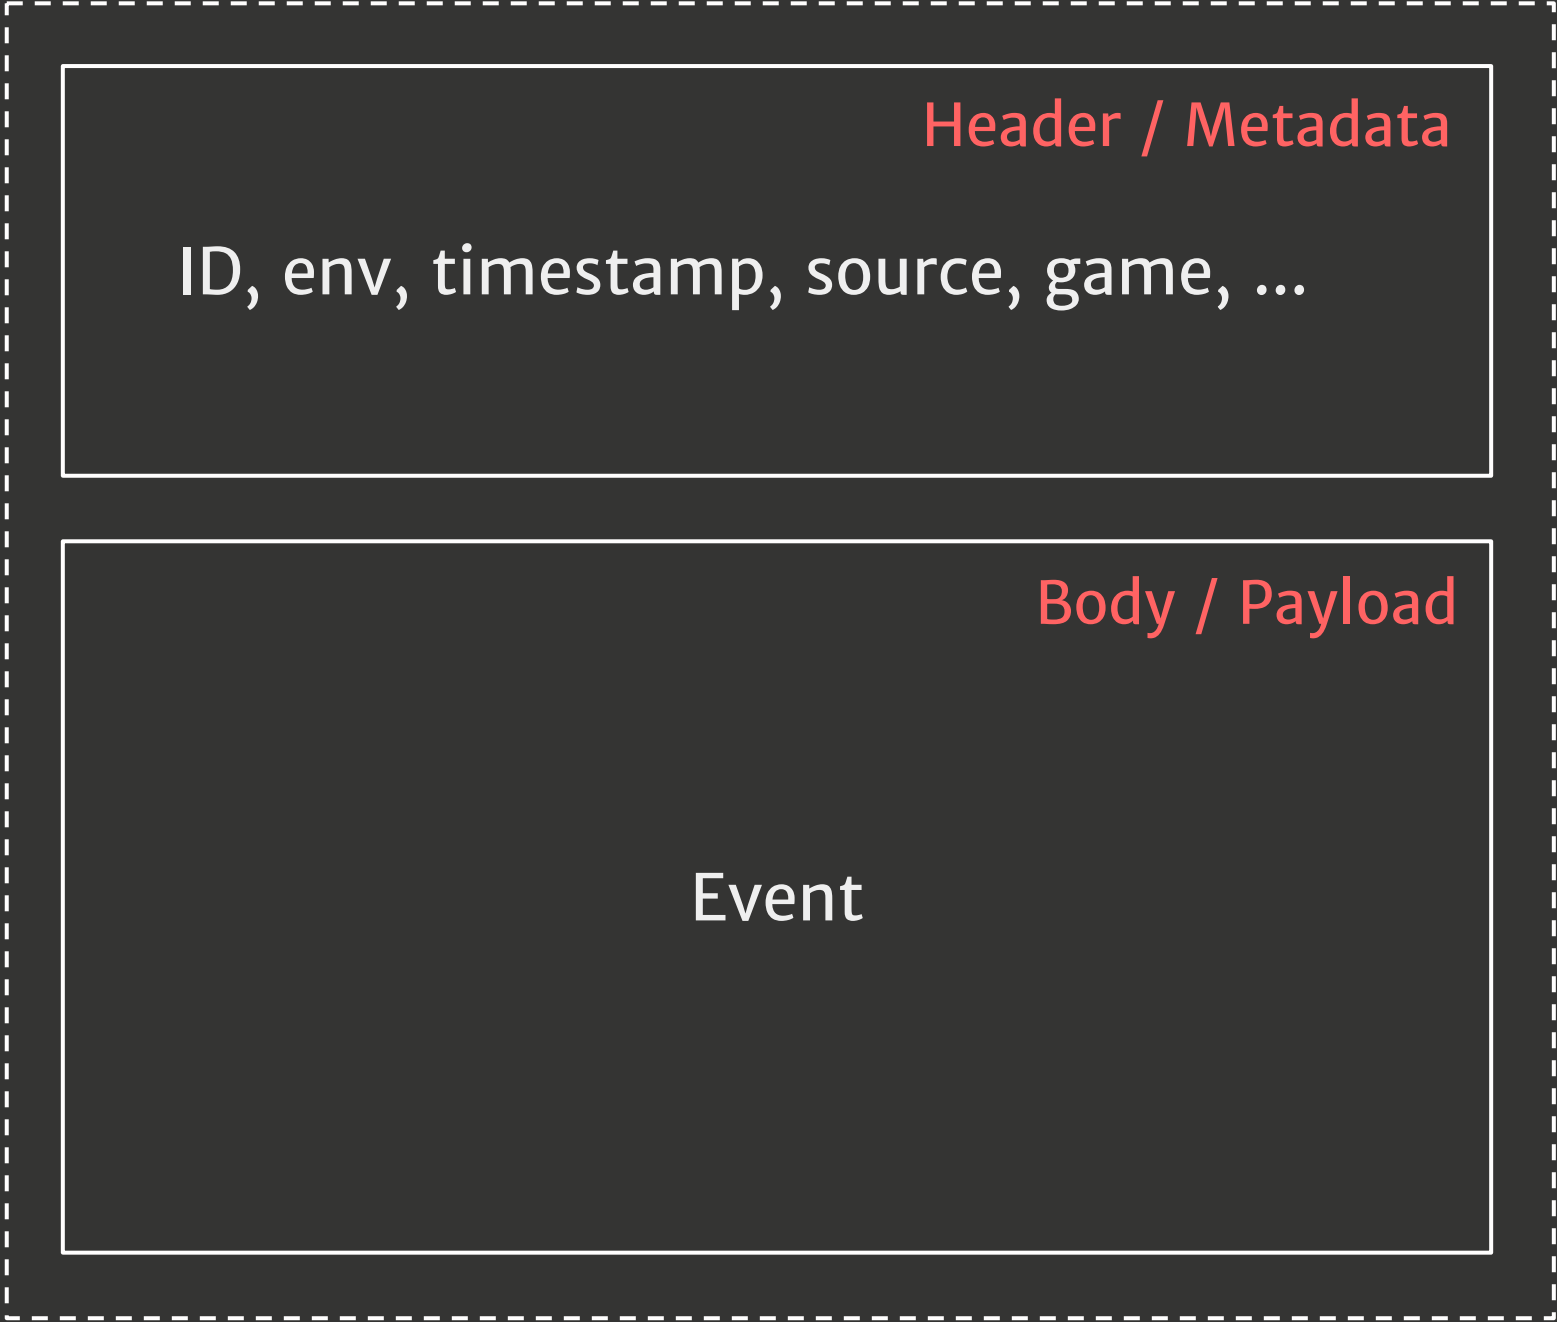 Header / Metadata
ID, env, timestamp, source, game, ...
Body / Payload
Event